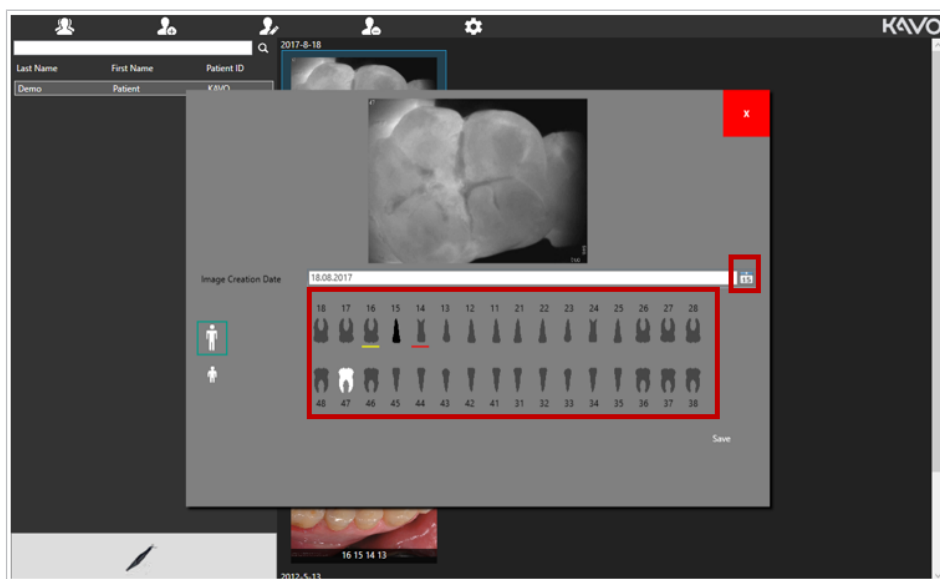 KAVO
2017-8-18
Last Name First Name Patient ID
Demo Patient KAVO
x
Image Creation Date 18.08.2017 15
18 17 16 15 14 13 12 11 21 22 23 24 25 26 27 28
48 47 46 45 44 43 42 41 31 32 33 34 35 36 37 38
Save
16 15 14 13
2012-5-13